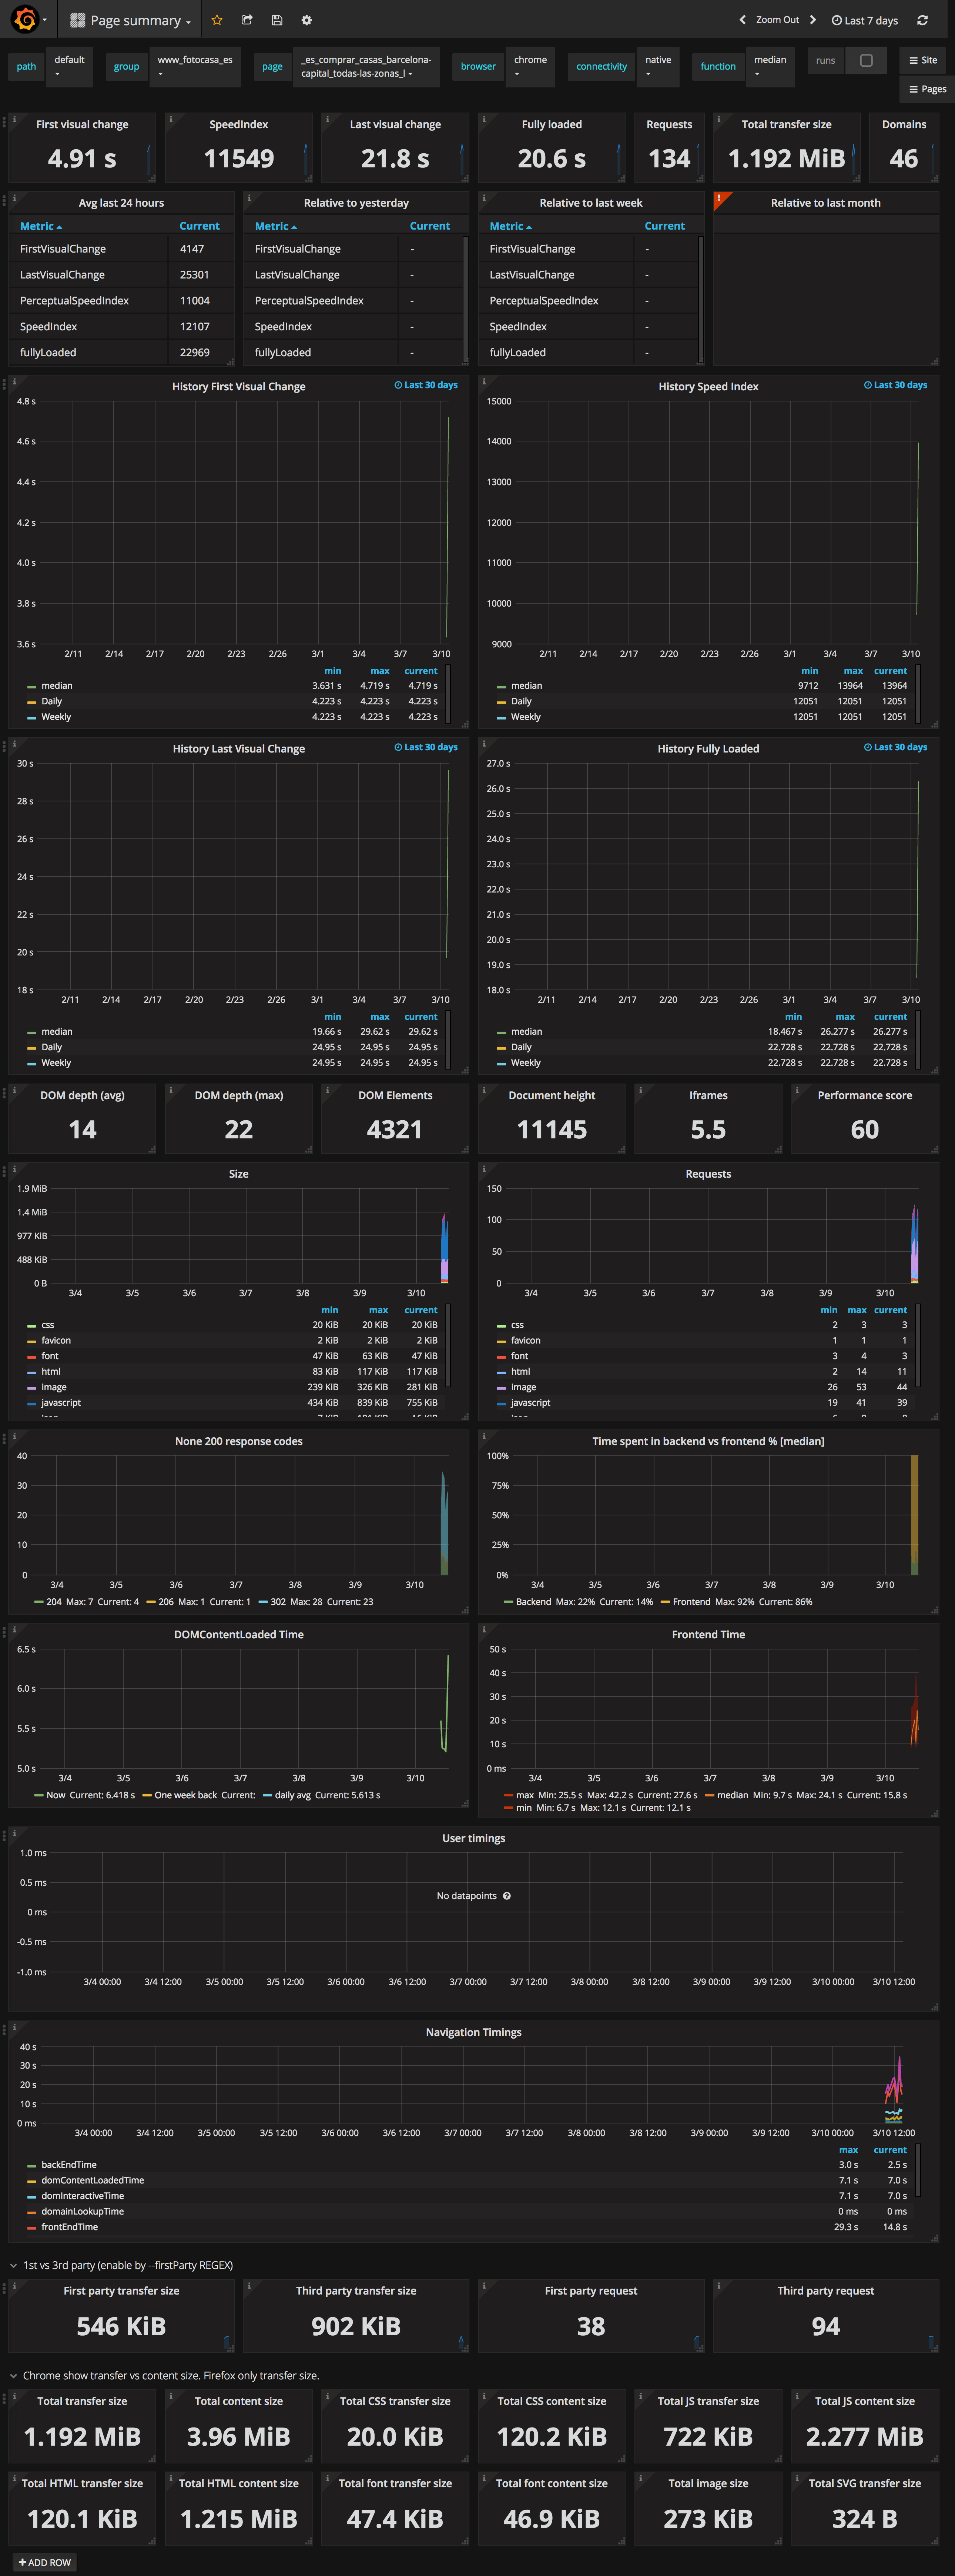 Page summary
Zoom Out
Last 7 days
path default group www_fotocasa_es page _es_comprar_casas_barcelona-capital_todas-las-zonas_l browser chrome connectivity native function median runs
Site
Pages
First visual change SpeedIndex Last visual change Fully loaded Requests Total transfer size Domains
4.91 s 11549 21.8 s 20.6 s 134 1.192 MiB 46
Avg last 24 hours
Metric Current
FirstVisualChange 4147
LastVisualChange 25301
PerceptualSpeedIndex 11004
SpeedIndex 12107
fullyLoaded 22969
Relative to yesterday
Metric Current
FirstVisualChange -
LastVisualChange -
PerceptualSpeedIndex -
SpeedIndex -
fullyLoaded -
Relative to last week
Metric Current
FirstVisualChange -
LastVisualChange -
PerceptualSpeedIndex -
SpeedIndex -
fullyLoaded -
!
Relative to last month
History First Visual Change
Last 30 days
4.8 s
4.6 s
4.4 s
4.2 s
4.0 s
3.8 s
3.6 s
2/11 2/14 2/17 2/20 2/23 2/26 3/1 3/4 3/7 3/10
min max current
median 3.631 s 4.719 s 4.719 s
Daily 4.223 s 4.223 s 4.223 s
Weekly 4.223 s 4.223 s 4.223 s
History Speed Index
Last 30 days
15000
14000
13000
12000
11000
10000
9000
2/11 2/14 2/17 2/20 2/23 2/26 3/1 3/4 3/7 3/10
min max current
median 9712 13964 13964
Daily 12051 12051 12051
Weekly 12051 12051 12051
History Last Visual Change
Last 30 days
30 s
28 s
26 s
24 s
22 s
20 s
18 s
2/11 2/14 2/17 2/20 2/23 2/26 3/1 3/4 3/7 3/10
min max current
median 19.66 s 29.62 s 29.62 s
Daily 24.95 s 24.95 s 24.95 s
Weekly 24.95 s 24.95 s 24.95 s
History Fully Loaded
Last 30 days
27.0 s
26.0 s
25.0 s
24.0 s
23.0 s
22.0 s
21.0 s
20.0 s
19.0 s
18.0 s
2/11 2/14 2/17 2/20 2/23 2/26 3/1 3/4 3/7 3/10
min max current
median 18.467 s 26.277 s 26.277 s
Daily 22.728 s 22.728 s 22.728 s
Weekly 22.728 s 22.728 s 22.728 s
DOM depth (avg) DOM depth (max) DOM Elements Document height Iframes Performance score
14 22 4321 11145 5.5 60
Size
1.9 MiB
1.4 MiB
977 KiB
488 KiB
0 B
3/4 3/5 3/6 3/7 3/8 3/9 3/10
min max current
css 20 KiB 20 KiB 20 KiB
favicon 2 KiB 2 KiB 2 KiB
font 47 KiB 63 KiB 47 KiB
html 83 KiB 117 KiB 117 KiB
image 239 KiB 326 KiB 281 KiB
javascript 434 KiB 839 KiB 755 KiB
Requests
150
100
50
0
3/4 3/5 3/6 3/7 3/8 3/9 3/10
min max current
css 2 3 3
favicon 1 1 1
font 3 4 3
html 2 14 11
image 26 53 44
javascript 19 41 39
None 200 response codes
40
30
20
10
0
3/4 3/5 3/6 3/7 3/8 3/9 3/10
204 Max: 7 Current: 4 206 Max: 1 Current: 1 302 Max: 28 Current: 23
Time spent in backend vs frontend % [median]
100%
75%
50%
25%
0%
3/4 3/5 3/6 3/7 3/8 3/9 3/10
Backend Max: 22% Current: 14% Frontend Max: 92% Current: 86%
DOMContentLoaded Time
6.5 s
6.0 s
5.5 s
5.0 s
3/4 3/5 3/6 3/7 3/8 3/9 3/10
Now Current: 6.418 s One week back Current: daily avg Current: 5.613 s
Frontend Time
50 s
40 s
30 s
20 s
10 s
0 ms
3/4 3/5 3/6 3/7 3/8 3/9 3/10
max Min: 25.5 s Max: 42.2 s Current: 27.6 s median Min: 9.7 s Max: 24.1 s Current: 15.8 s
min Min: 6.7 s Max: 12.1 s Current: 12.1 s
User timings
1.0 ms
0.5 ms
0 ms
-0.5 ms
-1.0 ms
No datapoints
3/4 00:00 3/4 12:00 3/5 00:00 3/5 12:00 3/6 00:00 3/6 12:00 3/7 00:00 3/7 12:00 3/8 00:00 3/8 12:00 3/9 00:00 3/9 12:00 3/10 00:00 3/10 12:00
Navigation Timings
40 s
30 s
20 s
10 s
0 ms
3/4 00:00 3/4 12:00 3/5 00:00 3/5 12:00 3/6 00:00 3/6 12:00 3/7 00:00 3/7 12:00 3/8 00:00 3/8 12:00 3/9 00:00 3/9 12:00 3/10 00:00 3/10 12:00
max current
backEndTime 3.0 s 2.5 s
domContentLoadedTime 7.1 s 7.0 s
domInteractiveTime 7.1 s 7.0 s
domainLookupTime 0 ms 0 ms
frontEndTime 29.3 s 14.8 s
1st vs 3rd party (enable by --firstParty REGEX)
First party transfer size Third party transfer size First party request Third party request
546 KiB 902 KiB 38 94
Chrome show transfer vs content size. Firefox only transfer size.
Total transfer size Total content size Total CSS transfer size Total CSS content size Total JS transfer size Total JS content size
1.192 MiB 3.96 MiB 20.0 KiB 120.2 KiB 722 KiB 2.277 MiB
Total HTML transfer size Total HTML content size Total font transfer size Total font content size Total image size Total SVG transfer size
120.1 KiB 1.215 MiB 47.4 KiB 46.9 KiB 273 KiB 324 B
ADD ROW